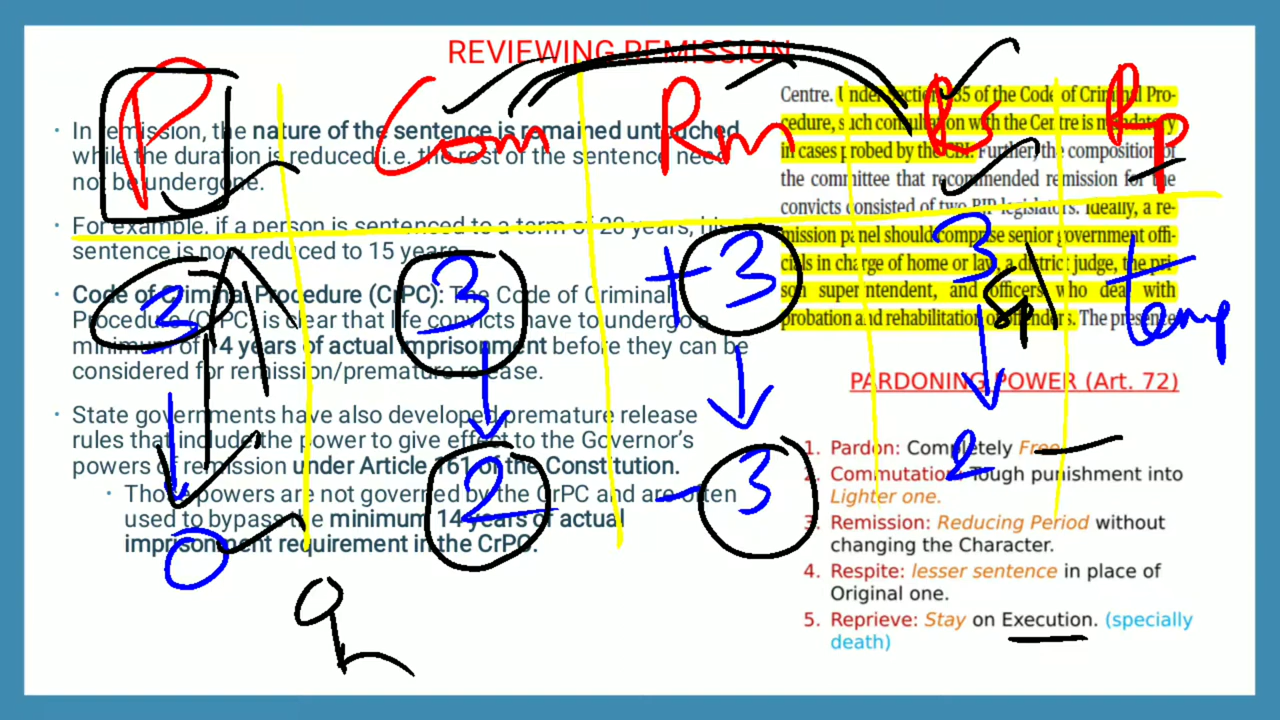 REVIEWING REMISSION
P Com Rm Rs Rp
• In remission, the nature of the sentence is remained untouched
while the duration is reduced i.e. the rest of the sentence need
not be undergone.
• For example, if a person is sentenced to a term of 20 years, his
sentence is now reduced to 15 years.
• Code of Criminal Procedure (CrPC): The Code of Criminal
Procedure (CrPC) is clear that life convicts have to undergo a
minimum of 14 years of actual imprisonment before they can be
considered for remission/premature release.
• State governments have also developed premature release
rules that include the power to give effect to the Governor's
powers of remission under Article 161 of the Constitution.
• Those powers are not governed by the CrPC and are often
used to bypass the minimum 14 years of actual
imprisonment requirement in the CrPC.
3 3 +3 3 Spl temp
0 2 -3 2
Centre. Under Section 435 of the Code of Criminal Pro-
cedure, such consultation with the Centre is mandatory
in cases probed by the CBI. Further, the composition of
the committee that recommended remission for the
convicts consisted of two BJP legislators. Ideally, a re-
mission panel should comprise senior government offi-
cials in charge of home or law, a district judge, the pri-
son superintendent, and officers who deal with
probation and rehabilitation of offenders. The presence
PARDONING POWER (Art. 72)
1. Pardon: Completely Free
2. Commutation: Tough punishment into
Lighter one.
3. Remission: Reducing Period without
changing the Character.
4. Respite: lesser sentence in place of
Original one.
5. Reprieve: Stay on Execution. (specially
death)